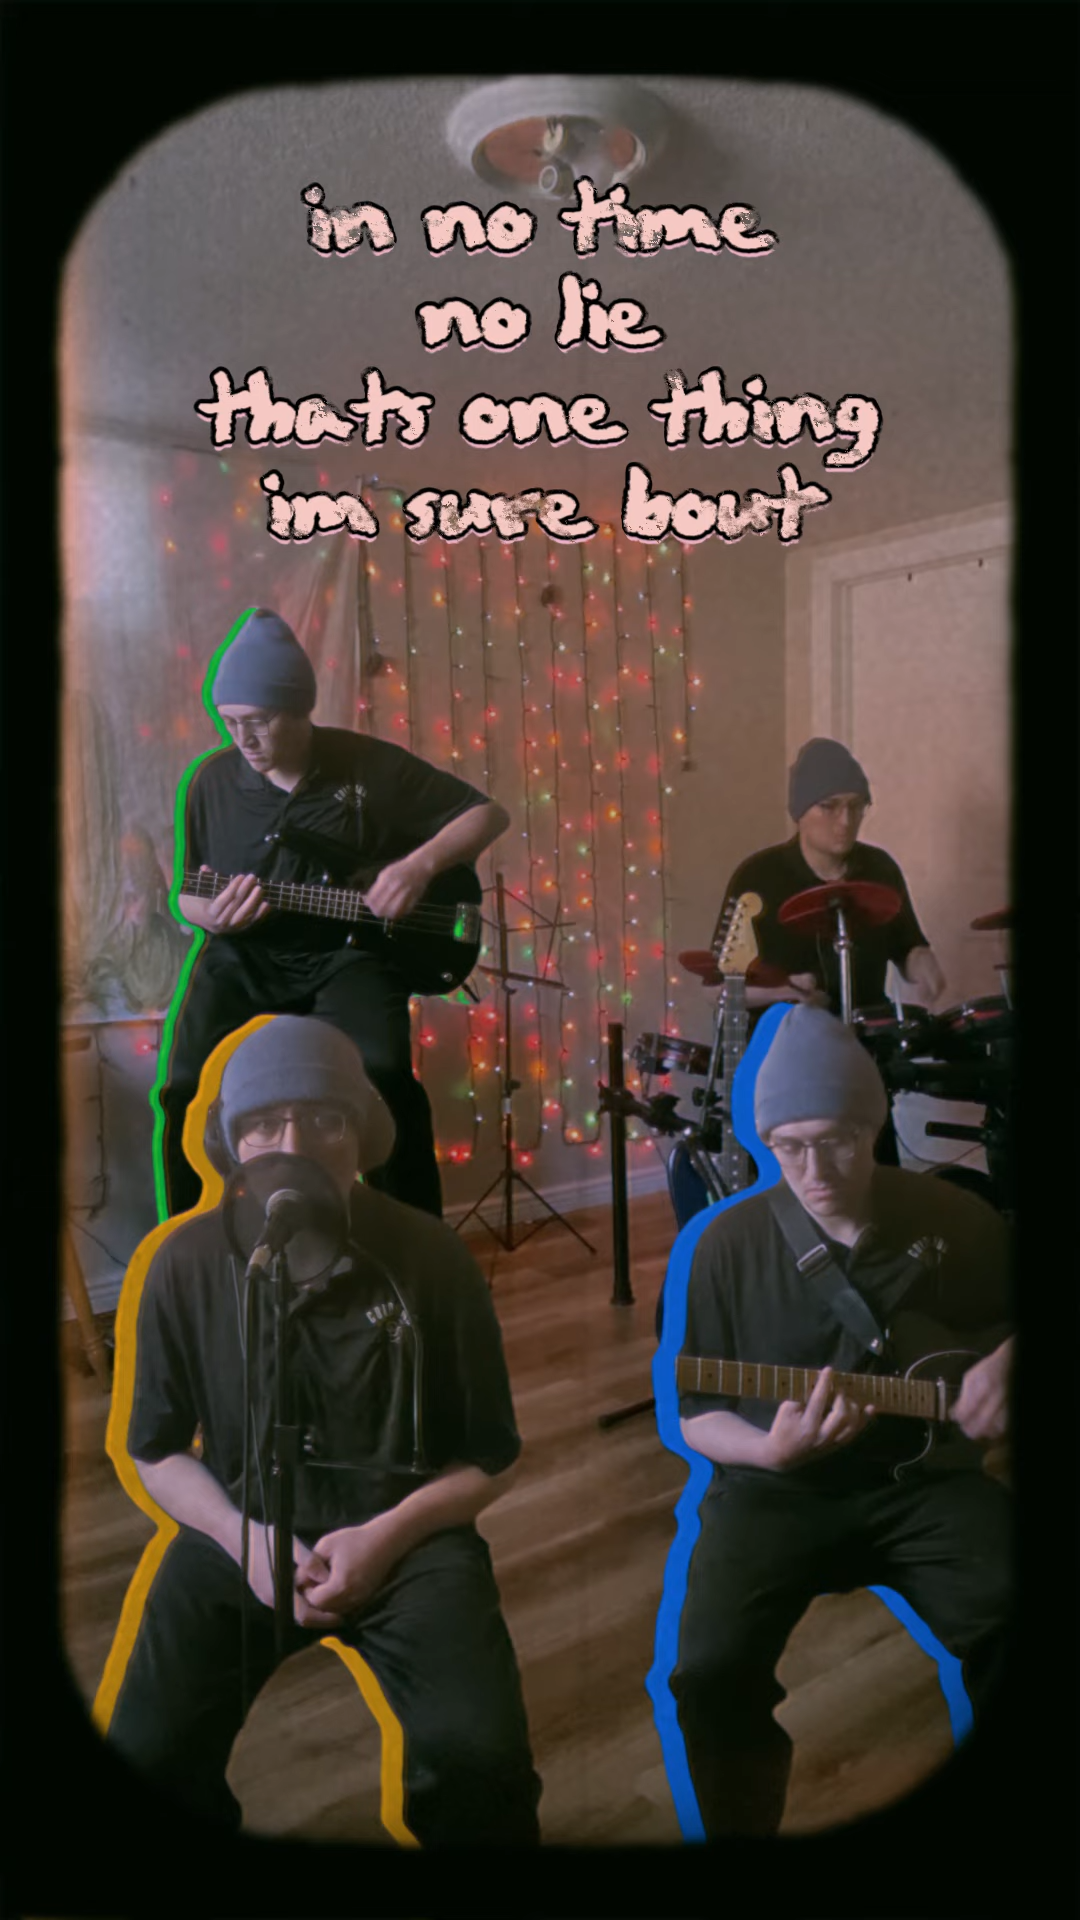 in no time
no lie
thats one thing
im sure bout